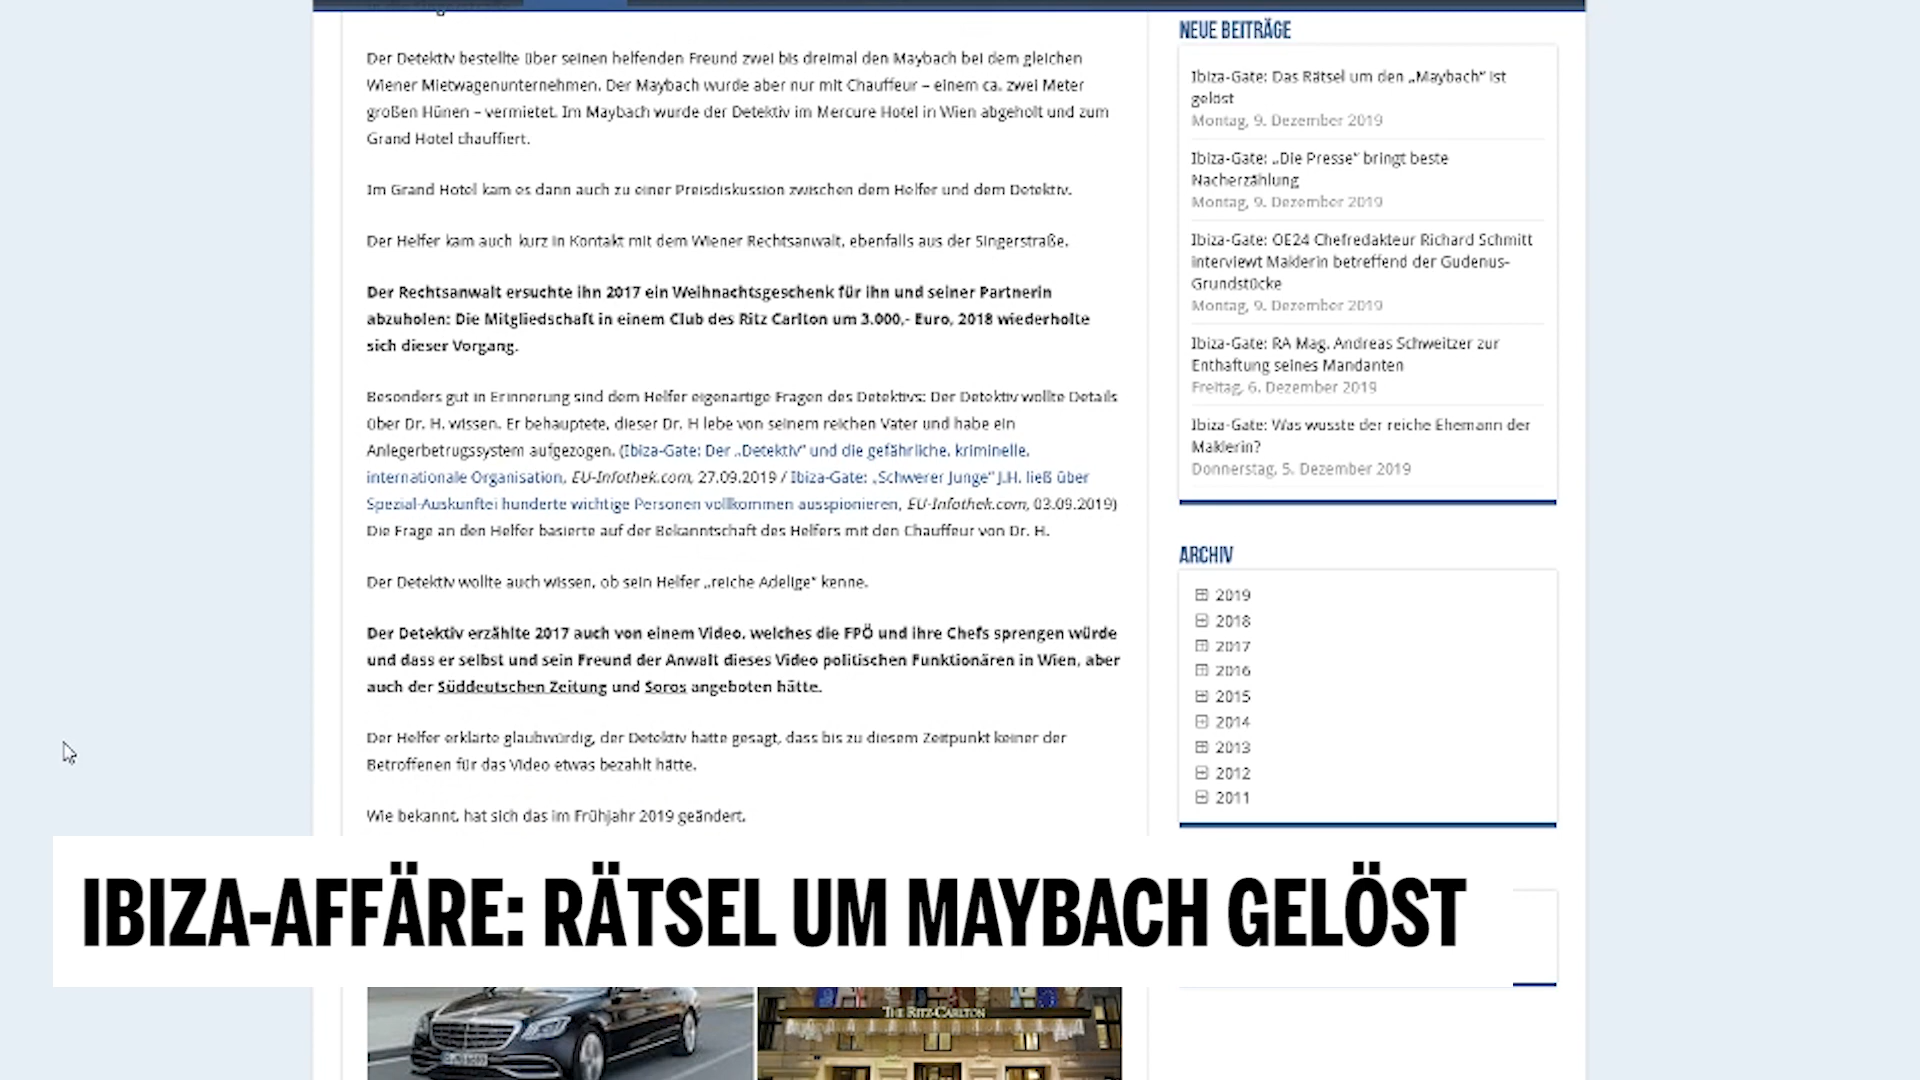 Der Detektiv bestellte über seinen helfenden Freund zwei bis dreimal den Maybach bei dem gleichen
Wiener Mietwagenunternehmen. Der Maybach wurde aber nur mit Chauffeur – einem ca. zwei Meter
großen Hünen – vermietet. Im Maybach wurde der Detektiv im Mercure Hotel in Wien abgeholt und zum
Grand Hotel chauffiert.
Im Grand Hotel kam es dann auch zu einer Preisdiskussion zwischen dem Helfer und dem Detektiv.
Der Helfer kam auch kurz in Kontakt mit dem Wiener Rechtsanwalt, ebenfalls aus der Singerstraße.
Der Rechtsanwalt ersuchte ihn 2017 ein Weihnachtsgeschenk für ihn und seiner Partnerin
abzuholen: Die Mitgliedschaft in einem Club des Ritz Carlton um 3.000,- Euro, 2018 wiederholte
sich dieser Vorgang.
Besonders gut in Erinnerung sind dem Helfer eigenartige Fragen des Detektivs: Der Detektiv wollte Details
über Dr. H. wissen. Er behauptete, dieser Dr. H lebe von seinem reichen Vater und habe ein
Anlegerbetrugssystem aufgezogen. (Ibiza-Gate: Der „Detektiv“ und die gefährliche, kriminelle,
internationale Organisation, EU-Infothek.com, 27.09.2019 / Ibiza-Gate: „Schwerer Junge“ J.H. ließ über
Spezial-Auskunftei hunderte wichtige Personen vollkommen ausspionieren, EU-Infothek.com, 03.09.2019)
Die Frage an den Helfer basierte auf der Bekanntschaft des Helfers mit den Chauffeur von Dr. H.
Der Detektiv wollte auch wissen, ob sein Helfer „reiche Adelige“ kenne.
Der Detektiv erzählte 2017 auch von einem Video, welches die FPÖ und ihre Chefs sprengen würde
und dass er selbst und sein Freund der Anwalt dieses Video politischen Funktionären in Wien, aber
auch der Süddeutschen Zeitung und Soros angeboten hätte.
Der Helfer erklärte glaubwürdig, der Detektiv hätte gesagt, dass bis zu diesem Zeitpunkt keiner der
Betroffenen für das Video etwas bezahlt hätte.
Wie bekannt, hat sich das im Frühjahr 2019 geändert.
NEUE BEITRÄGE
Ibiza-Gate: Das Rätsel um den „Maybach“ ist
gelöst
Montag, 9. Dezember 2019
Ibiza-Gate: „Die Presse“ bringt beste
Nacherzählung
Montag, 9. Dezember 2019
Ibiza-Gate: OE24 Chefredakteur Richard Schmitt
interviewt Maklerin betreffend der Gudenus-
Grundstücke
Montag, 9. Dezember 2019
Ibiza-Gate: RA Mag. Andreas Schweitzer zur
Enthaftung seines Mandanten
Freitag, 6. Dezember 2019
Ibiza-Gate: Was wusste der reiche Ehemann der
Maklerin?
Donnerstag, 5. Dezember 2019
ARCHIV
2019
2018
2017
2016
2015
2014
2013
2012
2011
IBIZA-AFFÄRE: RÄTSEL UM MAYBACH GELÖST
THE RITZ-CARLTON